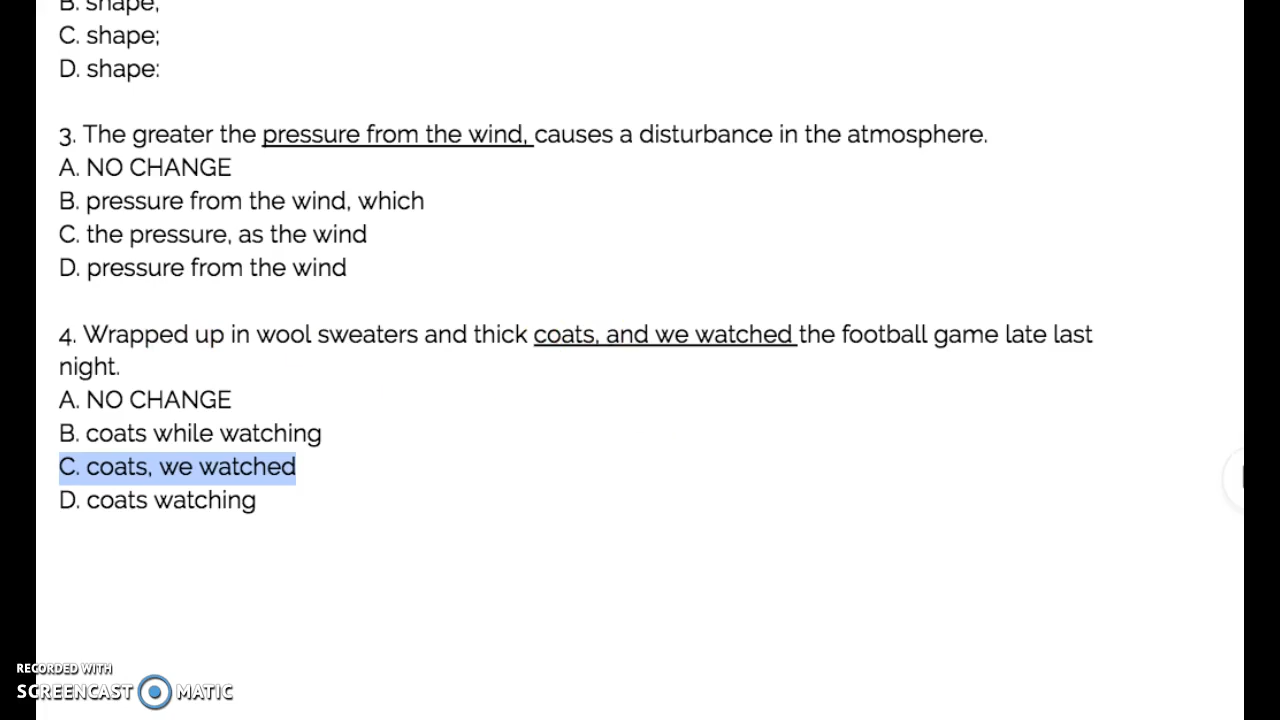 B. shape,
C. shape;
D. shape:
3. The greater the pressure from the wind, causes a disturbance in the atmosphere.
A. NO CHANGE
B. pressure from the wind, which
C. the pressure, as the wind
D. pressure from the wind
4. Wrapped up in wool sweaters and thick coats, and we watched the football game late last
night.
A. NO CHANGE
B. coats while watching
C. coats, we watched
D. coats watching
RECORDED WITH
SCREENCAST MATIC